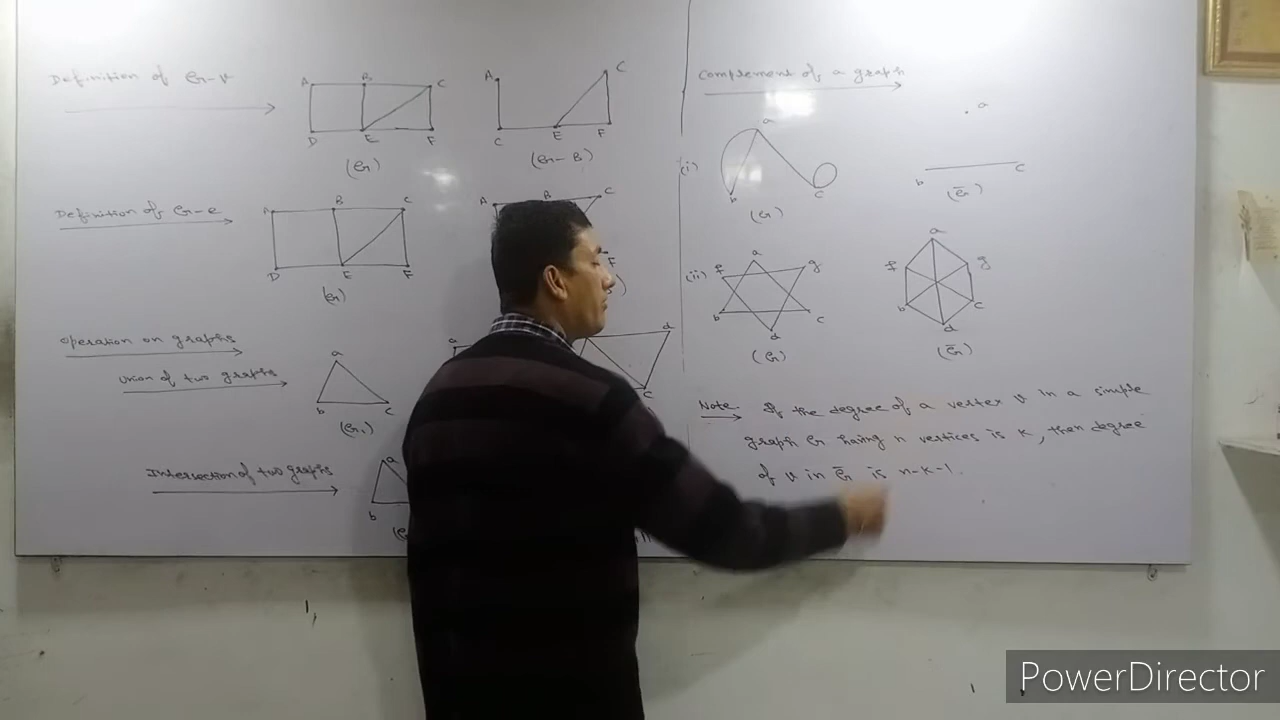 Definition of G-v
A B C
D E F
(G)
A C
C E F
(G-B)
Definition of G-e
A B C
D E F
(G)
A B C
F
Operation on graphs
Union of two graphs
a
b c
(G₁)
a d
c
Intersection of two graphs
a
b
Complement of a graph
(i)
a
b c
(G)
a
b c
(G̅)
(ii)
a
f g
b c
d
(G)
a
f g
b c
d
(G̅)
Note If the degree of a vertex v in a simple
graph G having n vertices is K, then degree
of v in G̅ is n-K-1.
PowerDirector